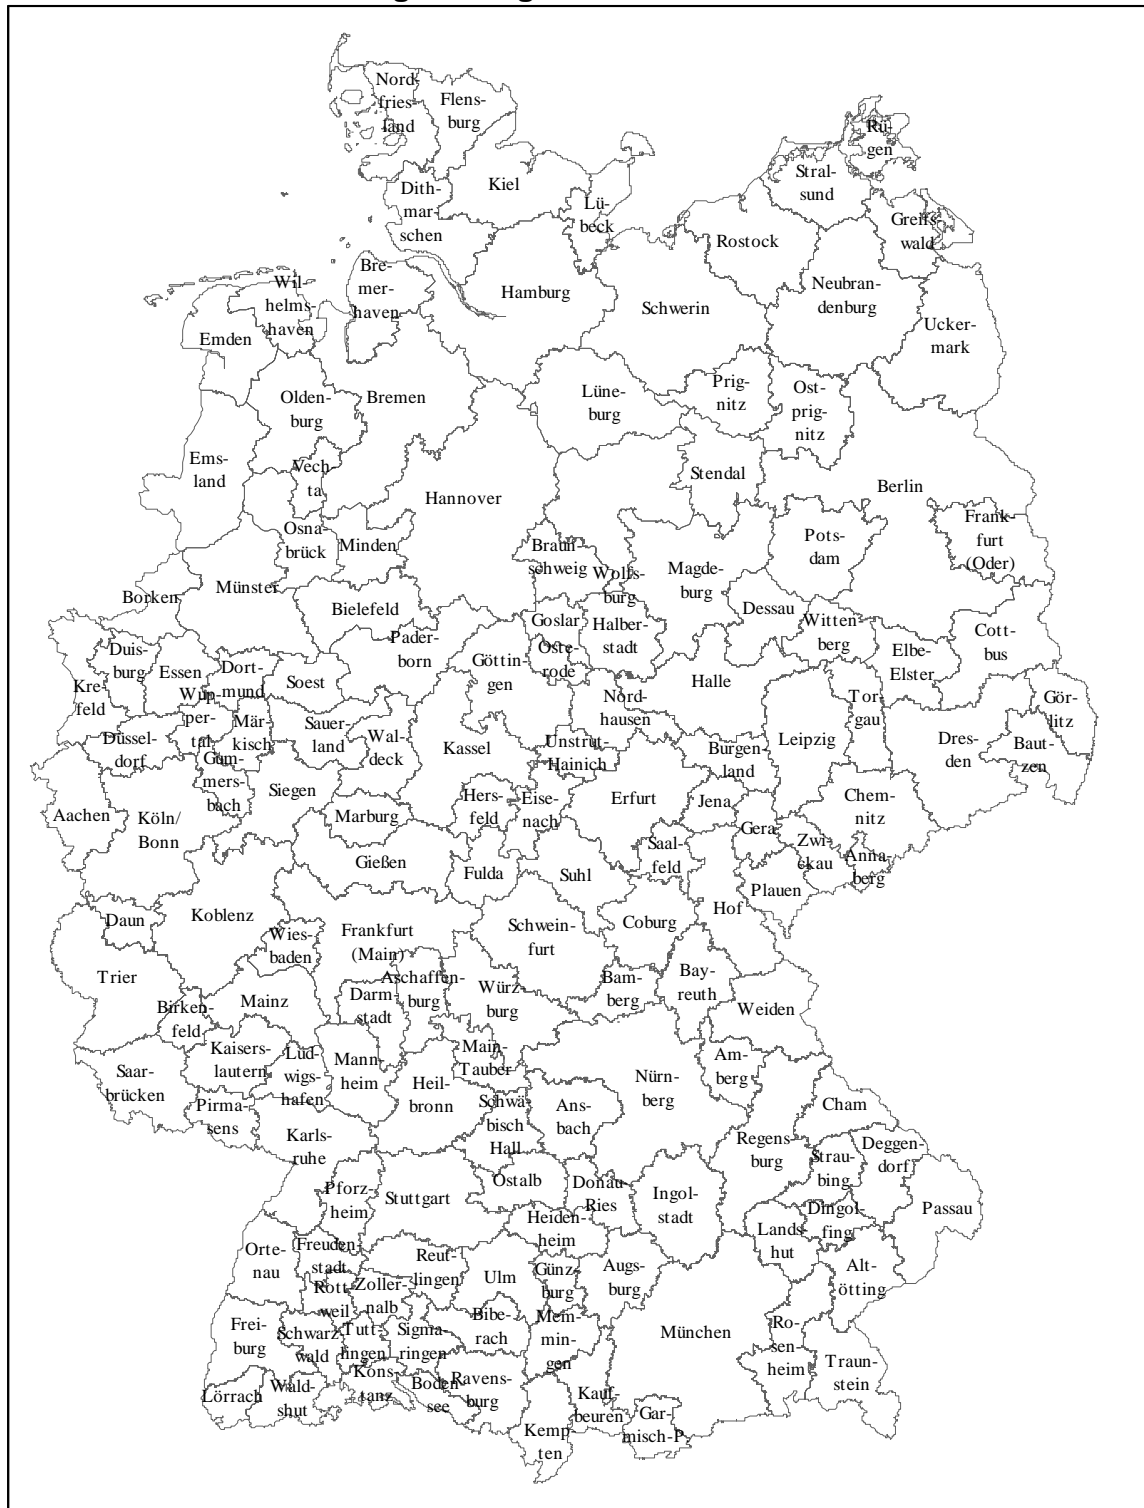 Nord-
fries-
land
Flens-
burg
Rü-
gen
Stral-
sund
Kiel
Dith-
mar-
schen
Lü-
beck
Greifs-
wald
Rostock
Bre-
mer-
haven
Wil-
helms-
haven
Hamburg
Schwerin
Neubran-
denburg
Ucker-
mark
Emden
Olden-
burg
Bremen
Lüne-
burg
Prig-
nitz
Ost-
prig-
nitz
Ems-
land
Vech-
ta
Hannover
Stendal
Berlin
Osna-
brück
Minden
Braun-
schweig
Wolfs-
burg
Magde-
burg
Pots-
dam
Frank-
furt
(Oder)
Borken
Münster
Bielefeld
Pader-
born
Goslar
Halber-
stadt
Dessau
Witten-
berg
Cott-
bus
Duis-
burg
Essen
Dort-
mund
Soest
Göttin-
gen
Oste-
rode
Halle
Elbe-
Elster
Kre-
feld
Wup-
per-
tal
Mär-
kisch
Sauer-
land
Wal-
deck
Nord-
hausen
Tor-
gau
Gör-
litz
Düssel-
dorf
Gum-
mers-
bach
Siegen
Kassel
Unstrut-
Hainich
Burgen-
land
Leipzig
Dres-
den
Baut-
zen
Aachen
Köln/
Bonn
Marburg
Hers-
feld
Eise-
nach
Erfurt
Jena
Gera
Chem-
nitz
Gießen
Fulda
Suhl
Saal-
feld
Zwi-
ckau
Anna-
berg
Plauen
Hof
Daun
Koblenz
Wies-
baden
Frankfurt
(Main)
Schwein-
furt
Coburg
Trier
Birken-
feld
Mainz
Darm-
stadt
Aschaffen-
burg
Würz-
burg
Bam-
berg
Bay-
reuth
Weiden
Saar-
brücken
Kaisers-
lautern
Lud-
wigs-
hafen
Mann-
heim
Heil-
bronn
Main-
Tauber
Nürn-
berg
Am-
berg
Pirma-
sens
Karls-
ruhe
Schwä-
bisch
Hall
Ans-
bach
Cham
Regens-
burg
Strau-
bing
Deggen-
dorf
Pforz-
heim
Stuttgart
Ostalb
Donau-
Ries
Ingol-
stadt
Passau
Heiden-
heim
Lands-
hut
Dingol-
fing
Orte-
nau
Freuden-
stadt
Reut-
lingen
Ulm
Günz-
burg
Augs-
burg
Alt-
ötting
Rott-
weil
Zoller-
nalb
Frei-
burg
Schwarz-
wald
Tutt-
lingen
Sigma-
ringen
Bibe-
rach
Mem-
min-
gen
München
Ro-
sen-
heim
Traun-
stein
Lörrach
Wald-
shut
Kons-
tanz
Boden-
see
Ravens-
burg
Kauf-
beuren
Kemp-
ten
Gar-
misch-P.